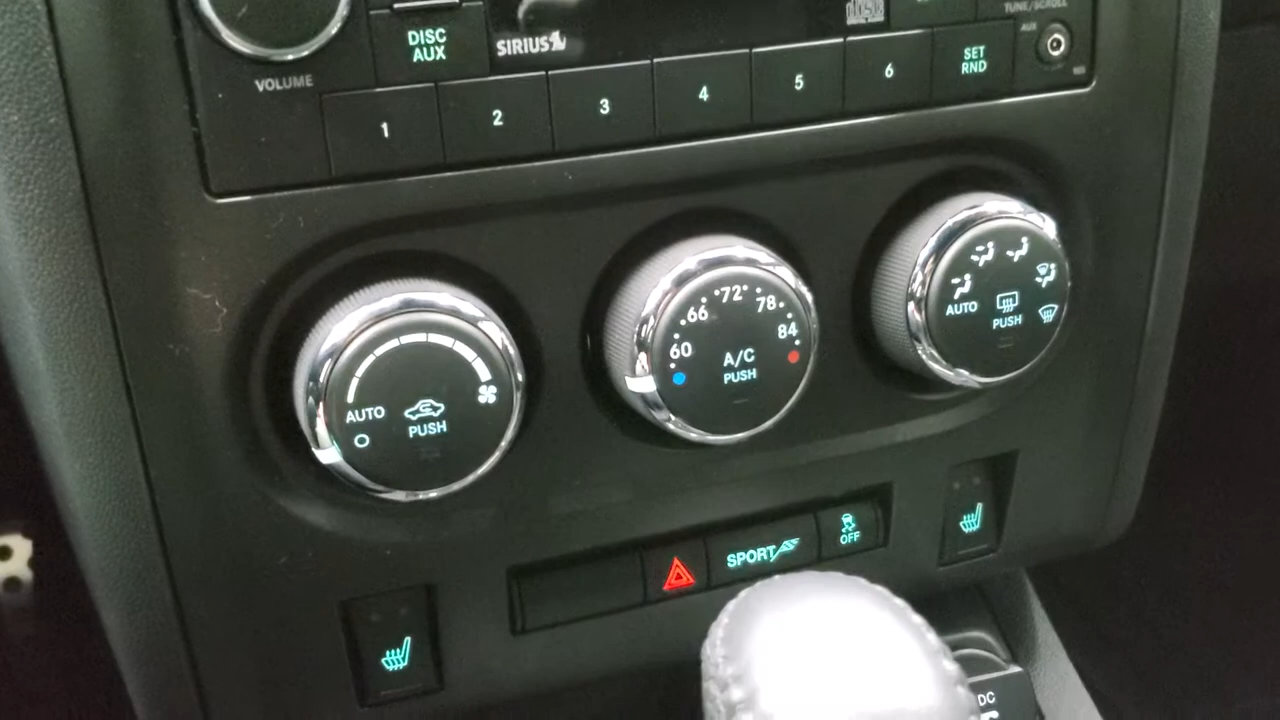 TUNE/SCROLL
AUX
DISC
AUX
SIRIUS
VOLUME
1
2
3
4
5
6
SET
RND
AUTO
PUSH
60
66
72
78
84
A/C
PUSH
AUTO
PUSH
SPORT
OFF
DC